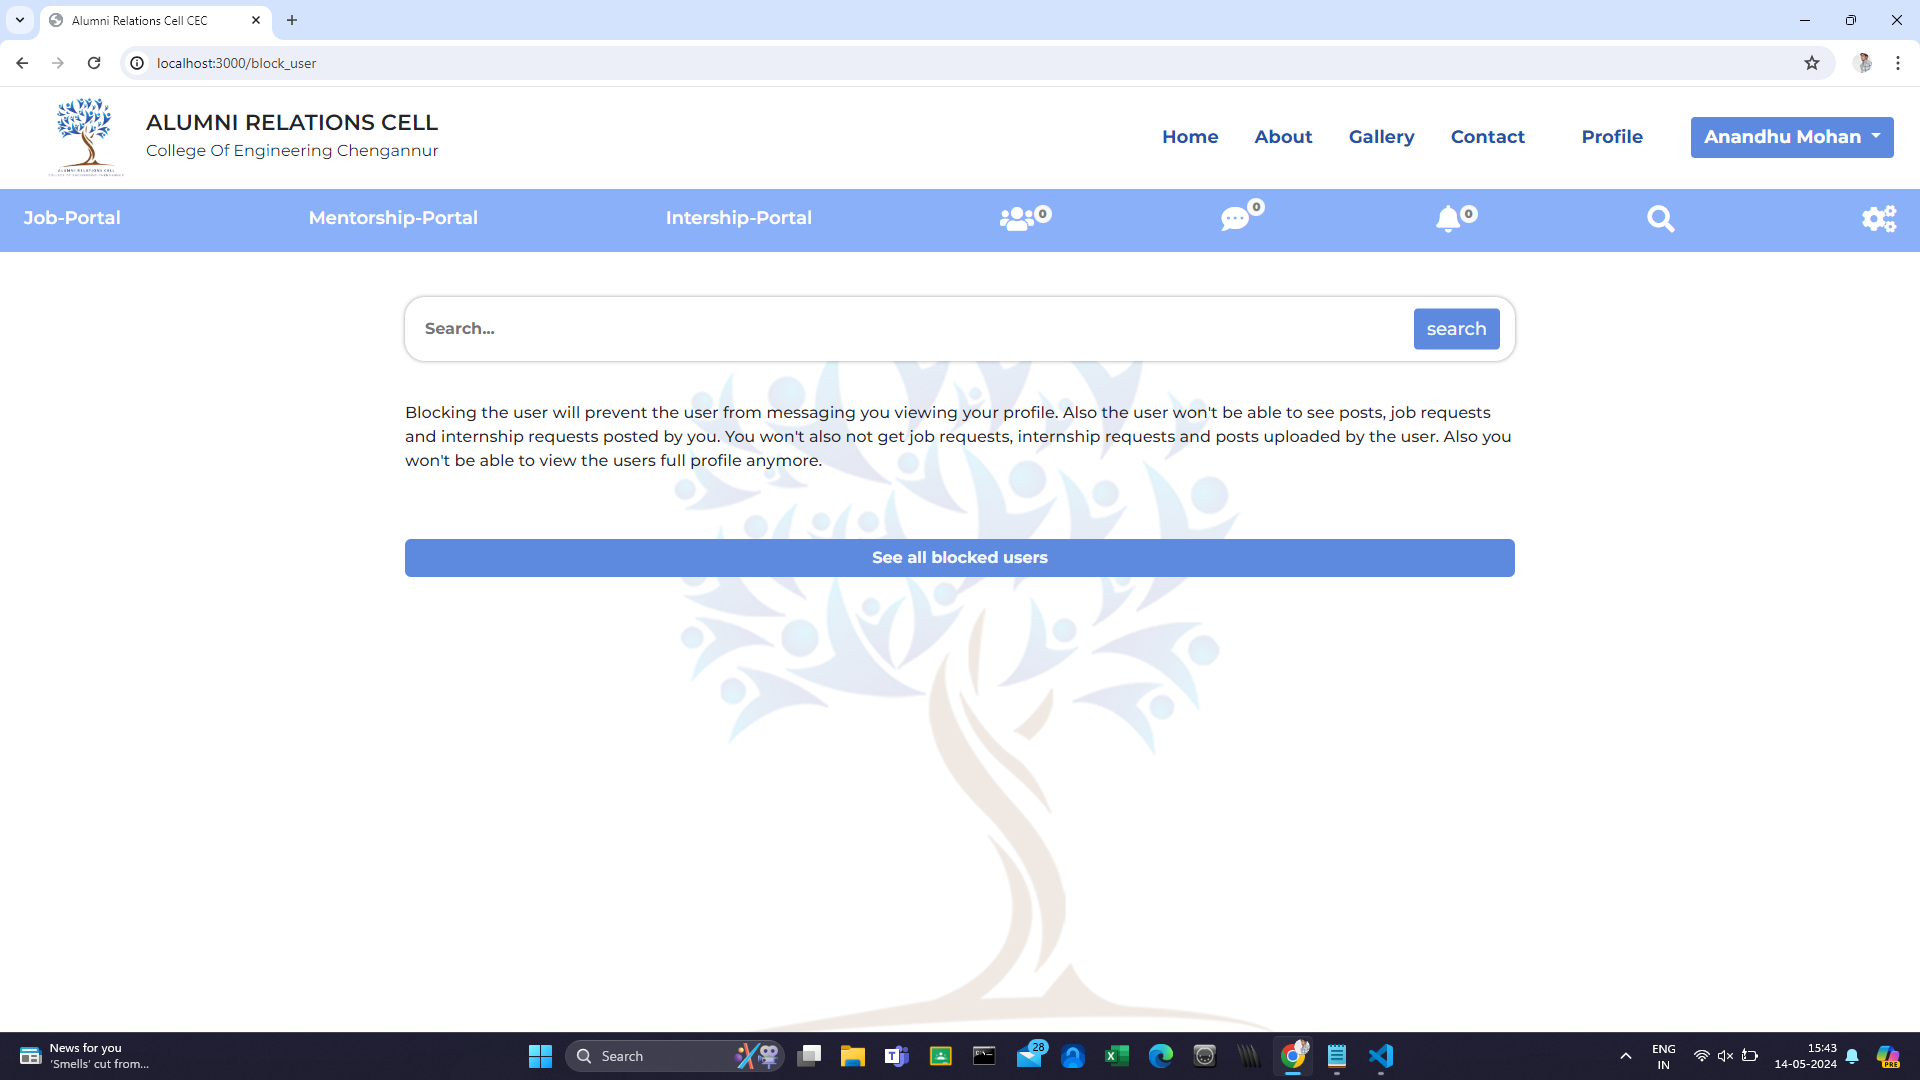 Alumni Relations Cell CEC
localhost:3000/block_user
ALUMNI RELATIONS CELL
College Of Engineering Chengannur
Home About Gallery Contact Profile Anandhu Mohan
Job-Portal Mentorship-Portal Intership-Portal 0 0 0
Search...
search
Blocking the user will prevent the user from messaging you viewing your profile. Also the user won't be able to see posts, job requests
and internship requests posted by you. You won't also not get job requests, internship requests and posts uploaded by the user. Also you
won't be able to view the users full profile anymore.
See all blocked users
News for you
'Smells' cut from...
Search
28
ENG
IN
15:43
14-05-2024
PRE